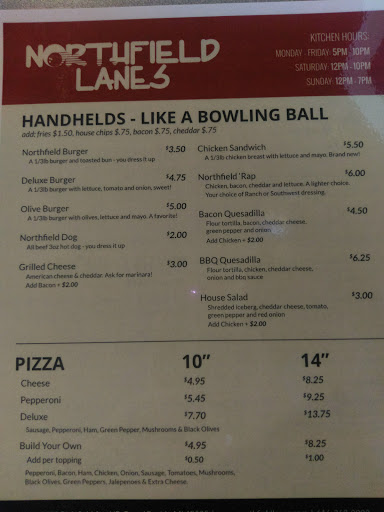 NORTHFIELD
LANES
KITCHEN HOURS:
MONDAY - FRIDAY: 5PM - 10PM
SATURDAY: 12PM - 10PM
SUNDAY: 12PM - 7PM
HANDHELDS - LIKE A BOWLING BALL
add: fries $1.50, house chips $.75, bacon $.75, cheddar $.75
Northfield Burger $3.50
A 1/3lb burger and toasted bun - you dress it up
Deluxe Burger $4.75
A 1/3lb burger with lettuce, tomato and onion, sweet!
Olive Burger $5.00
A 1/3lb burger with olives, lettuce and mayo. A favorite!
Northfield Dog $2.00
All beef 3oz hot dog - you dress it up
Grilled Cheese $3.00
American cheese & cheddar. Ask for marinara!
Add Bacon + $2.00
Chicken Sandwich $5.50
A 1/3lb chicken breast with lettuce and mayo. Brand new!
Northfield 'Rap $6.00
Chicken, bacon, cheddar and lettuce. A lighter choice.
Your choice of Ranch or Southwest dressing.
Bacon Quesadilla $4.50
Flour tortilla, bacon, cheddar cheese,
green pepper and onion
Add Chicken + $2.00
BBQ Quesadilla $6.25
Flour tortilla, chicken, cheddar cheese,
onion and bbq sauce
House Salad $3.00
Shredded iceberg, cheddar cheese, tomato,
green pepper and red onion
Add Chicken + $2.00
PIZZA 10" 14"
Cheese $4.95 $8.25
Pepperoni $5.45 $9.25
Deluxe $7.70 $13.75
Sausage, Pepperoni, Ham, Green Pepper, Mushrooms & Black Olives
Build Your Own $4.95 $8.25
Add per topping $0.50 $1.00
Pepperoni, Bacon, Ham, Chicken, Onion, Sausage, Tomatoes, Mushrooms,
Black Olives, Green Peppers, Jalepenoes & Extra Cheese.